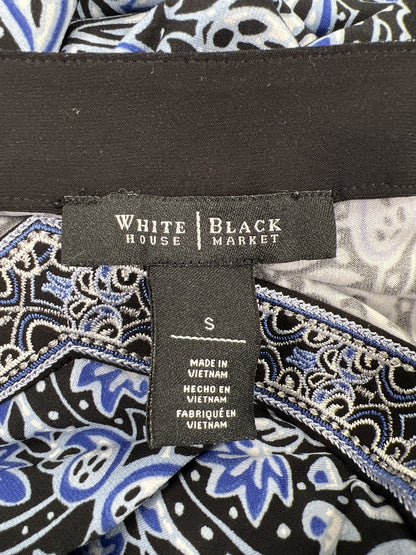 WHITE | BLACK
HOUSE | MARKET
S
MADE IN
VIETNAM
HECHO EN
VIETNAM
FABRIQUÉ EN
VIETNAM